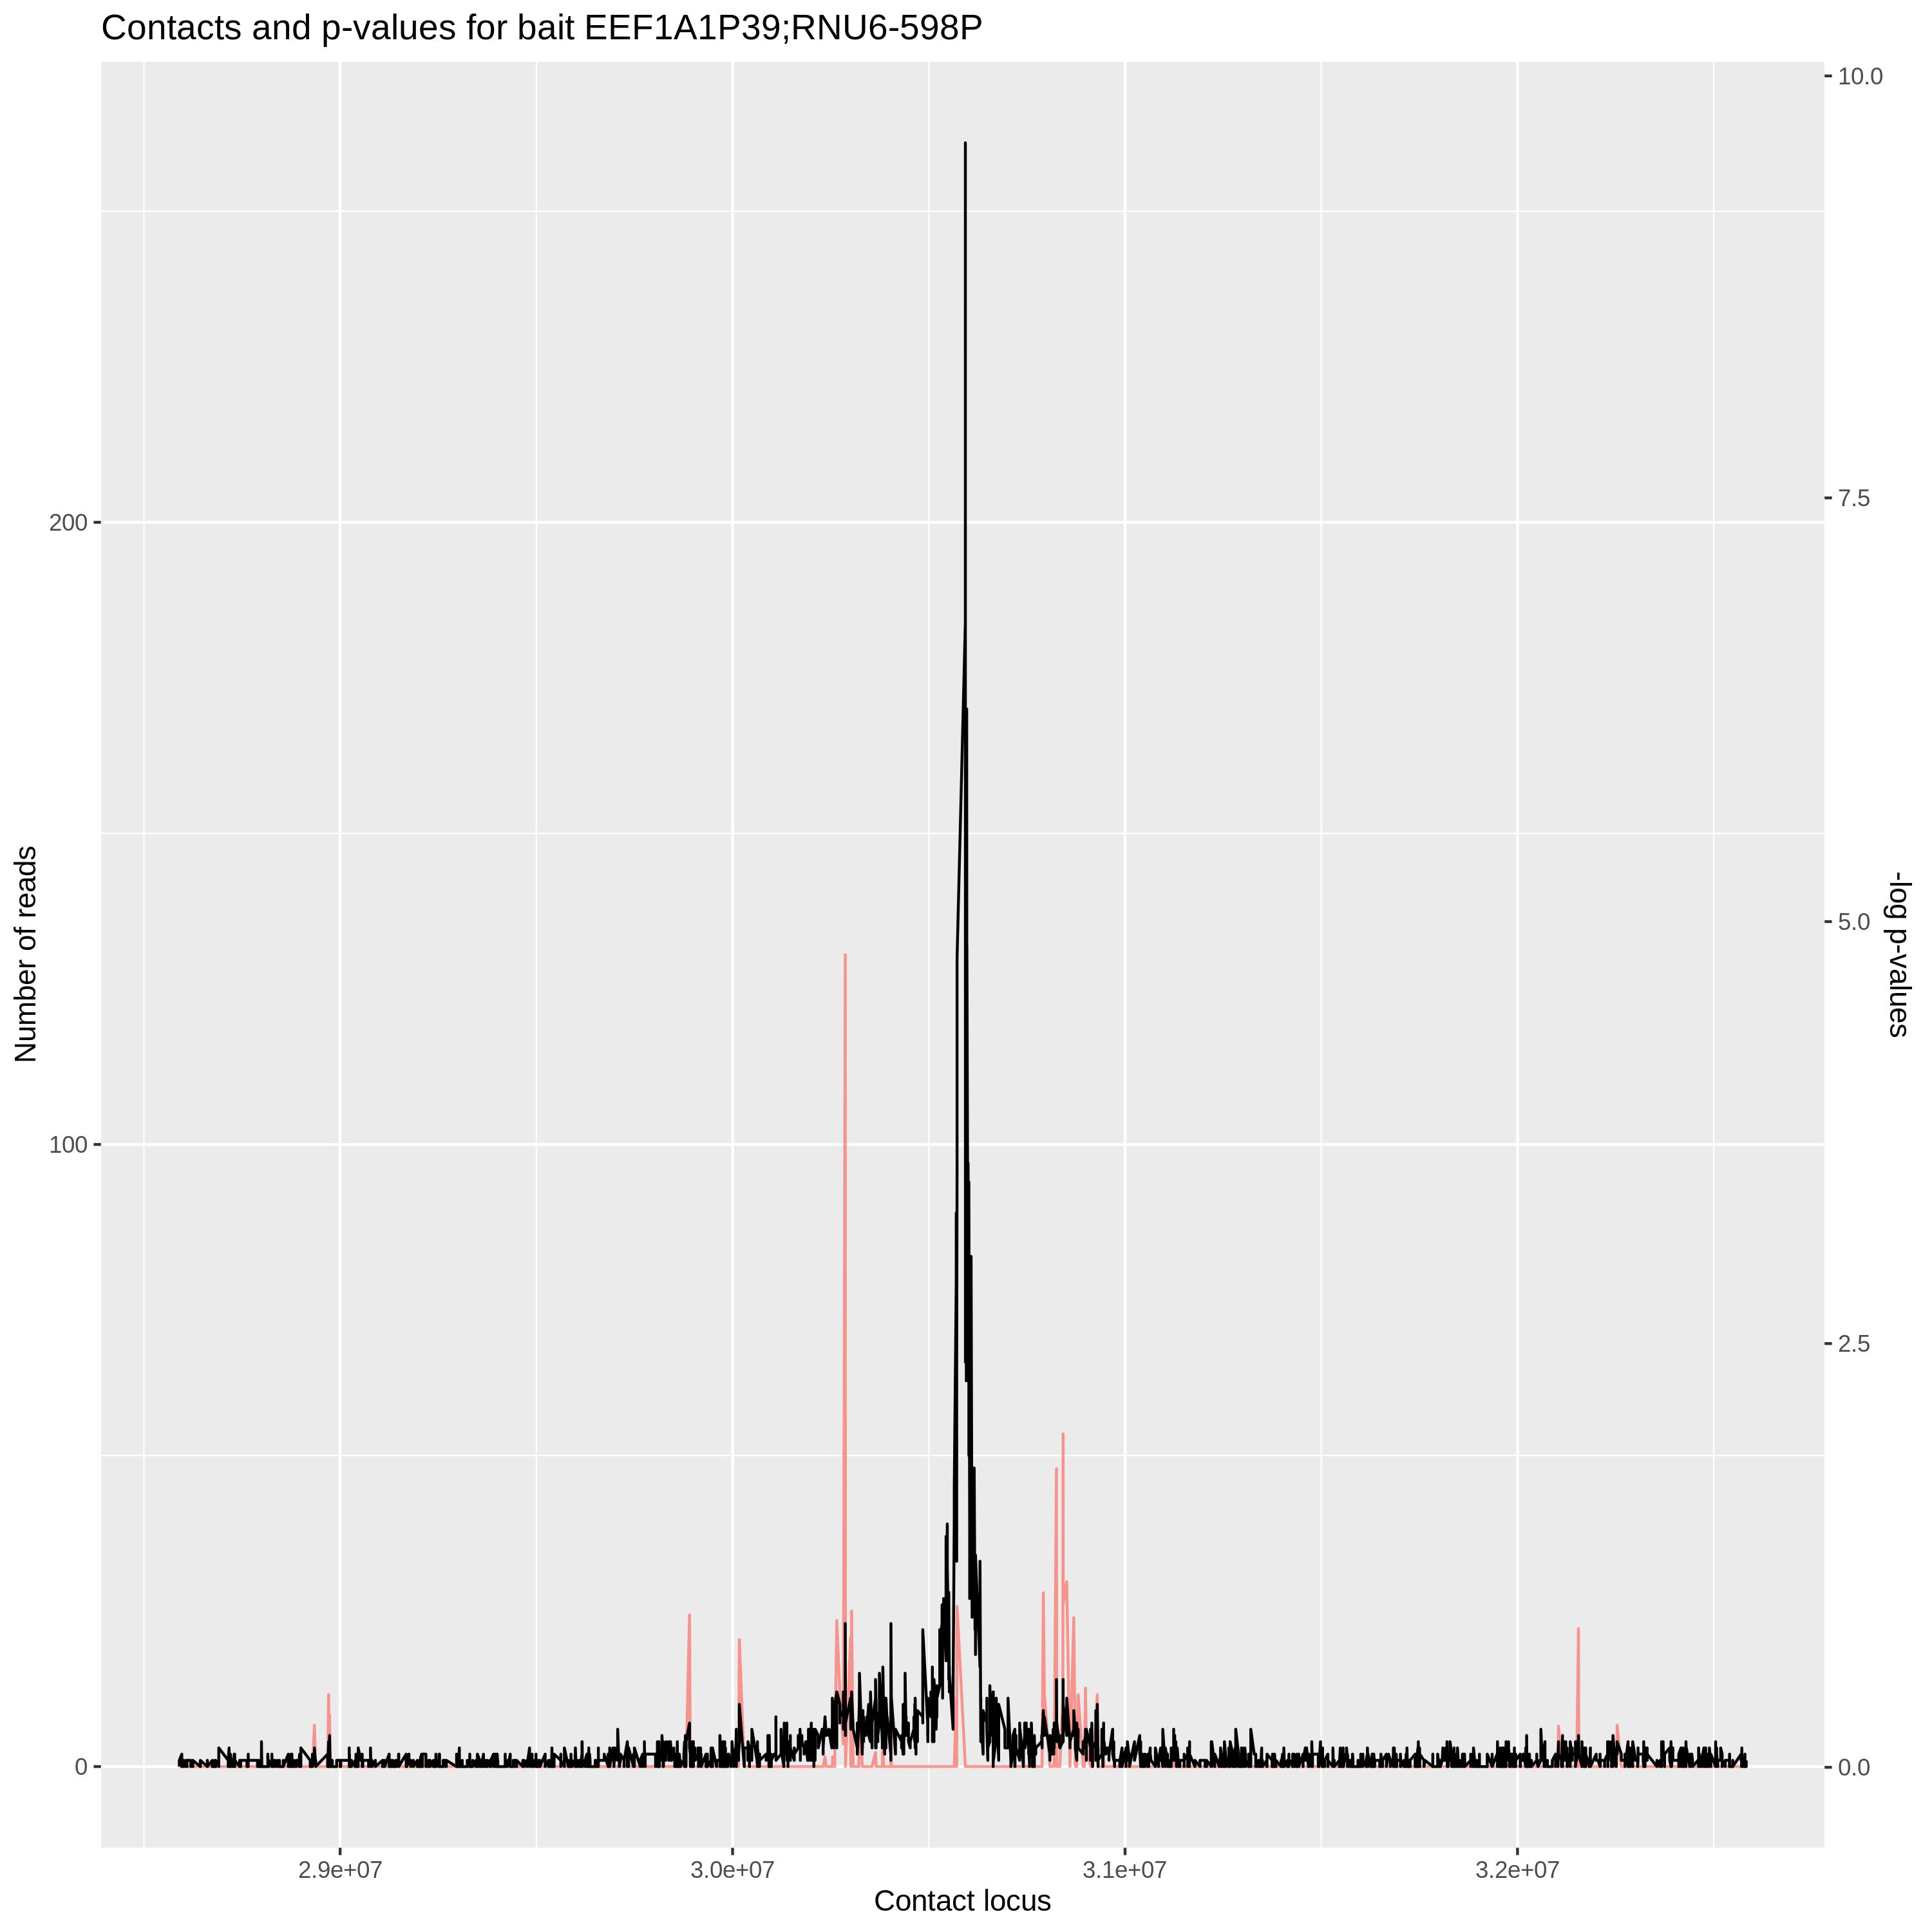 Contacts and p-values for bait EEF1A1P39;RNU6-598P
10.0
7.5
200
5.0
Number of reads
-log p-values
100
2.5
0
0.0
2.9e+07
3.0e+07
3.1e+07
3.2e+07
Contact locus